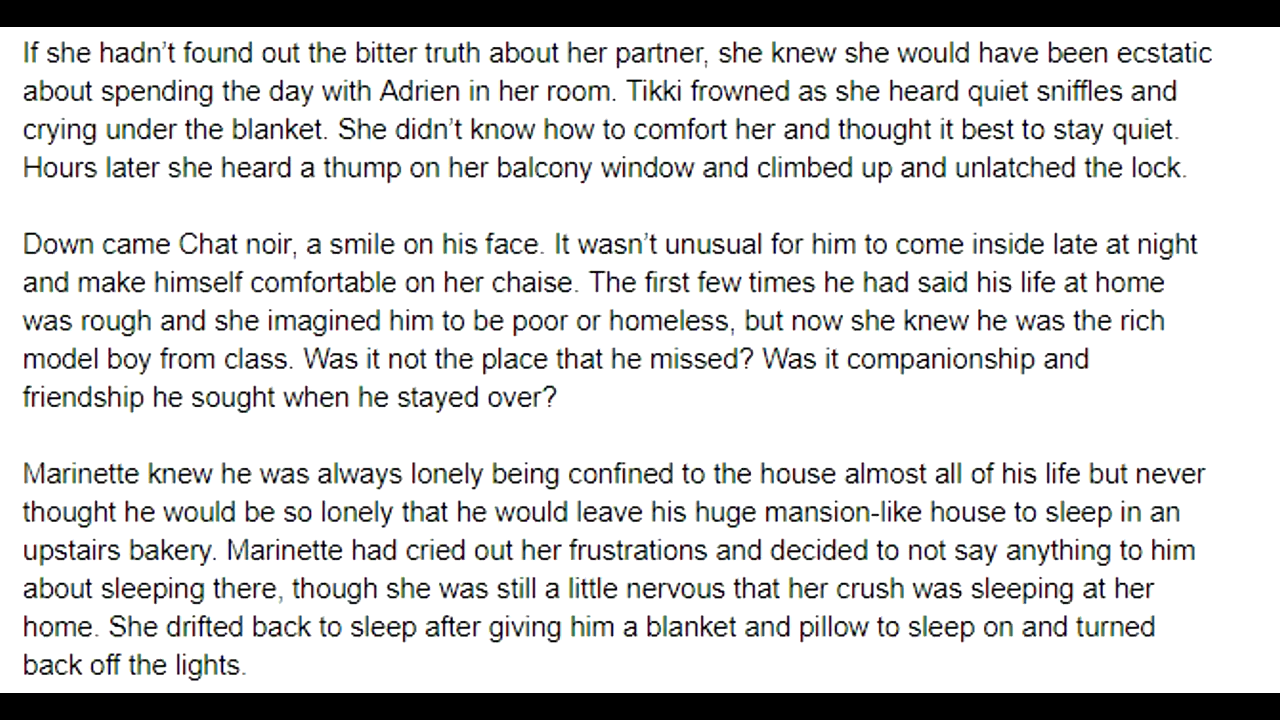 If she hadn’t found out the bitter truth about her partner, she knew she would have been ecstatic
about spending the day with Adrien in her room. Tikki frowned as she heard quiet sniffles and
crying under the blanket. She didn’t know how to comfort her and thought it best to stay quiet.
Hours later she heard a thump on her balcony window and climbed up and unlatched the lock.
Down came Chat noir, a smile on his face. It wasn’t unusual for him to come inside late at night
and make himself comfortable on her chaise. The first few times he had said his life at home
was rough and she imagined him to be poor or homeless, but now she knew he was the rich
model boy from class. Was it not the place that he missed? Was it companionship and
friendship he sought when he stayed over?
Marinette knew he was always lonely being confined to the house almost all of his life but never
thought he would be so lonely that he would leave his huge mansion-like house to sleep in an
upstairs bakery. Marinette had cried out her frustrations and decided to not say anything to him
about sleeping there, though she was still a little nervous that her crush was sleeping at her
home. She drifted back to sleep after giving him a blanket and pillow to sleep on and turned
back off the lights.